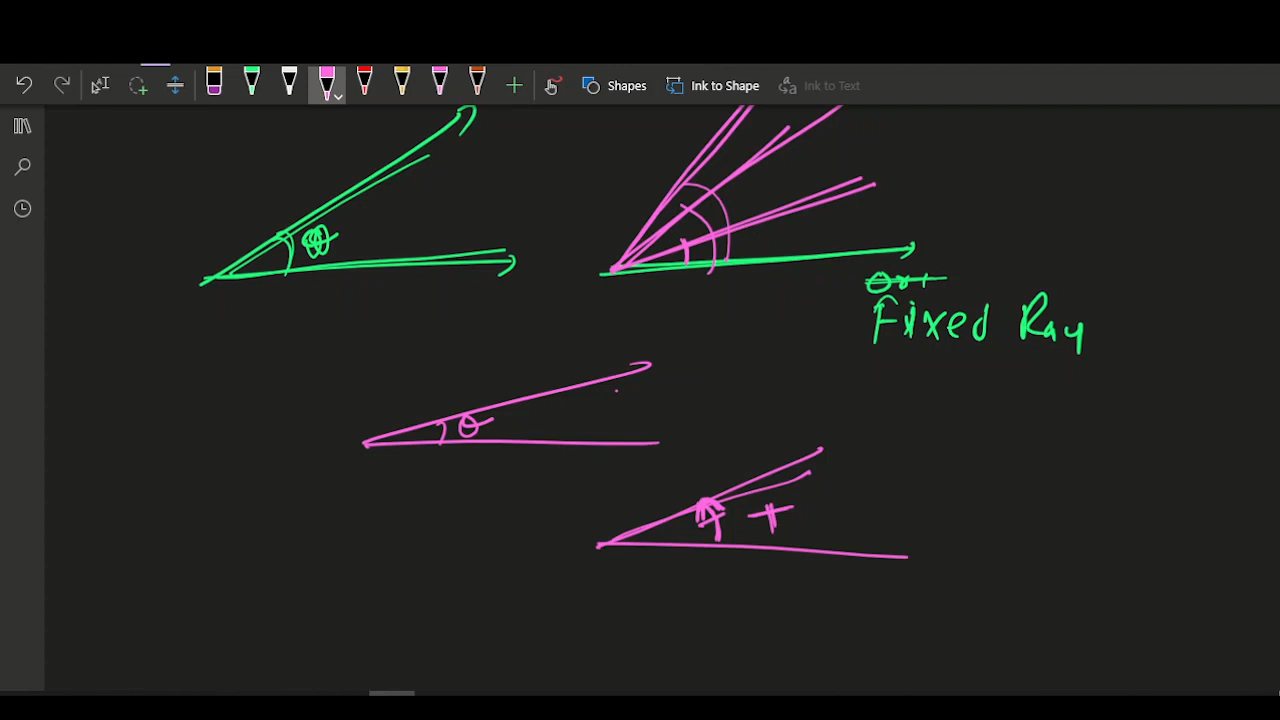 Shapes
Ink to Shape
Ink to Text
θ
Fixed Ray
θ
+